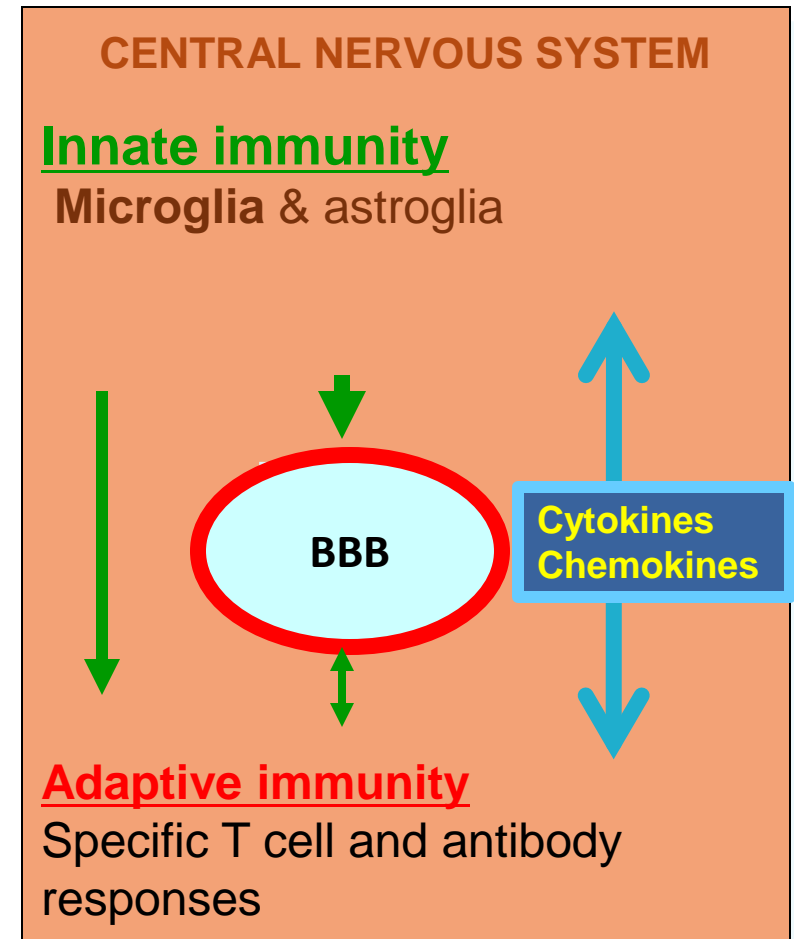 CENTRAL NERVOUS SYSTEM
Innate immunity
Microglia & astroglia
BBB
Cytokines
Chemokines
Adaptive immunity
Specific T cell and antibody
responses